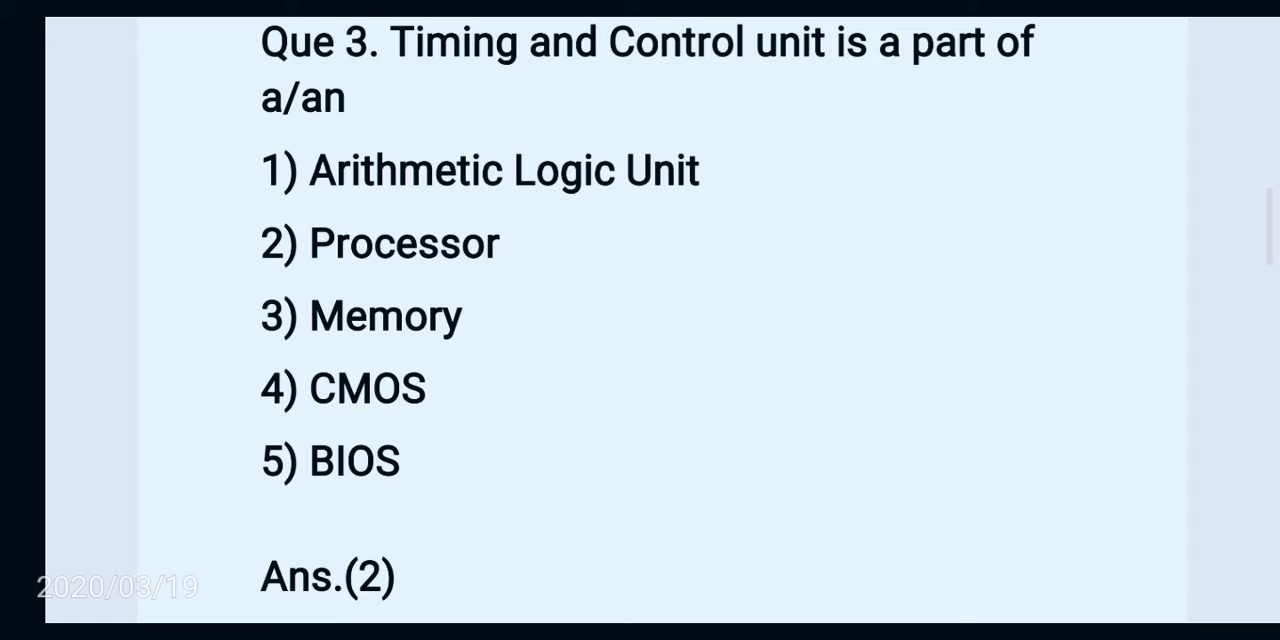 Que 3. Timing and Control unit is a part of
a/an
1) Arithmetic Logic Unit
2) Processor
3) Memory
4) CMOS
5) BIOS
Ans.(2)
2020/03/19